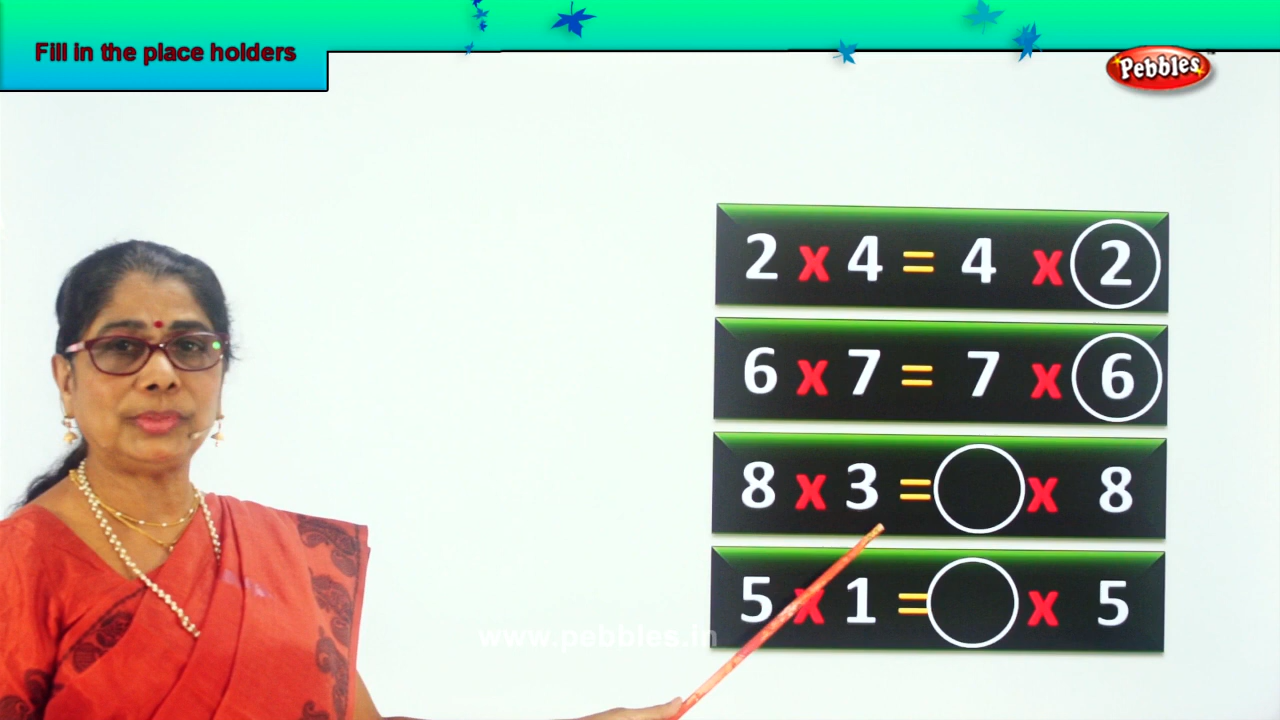 Fill in the place holders
Pebbles
2 x 4 = 4 x 2
6 x 7 = 7 x 6
8 x 3 = x 8
5 x 1 = x 5
www.pebbles.in